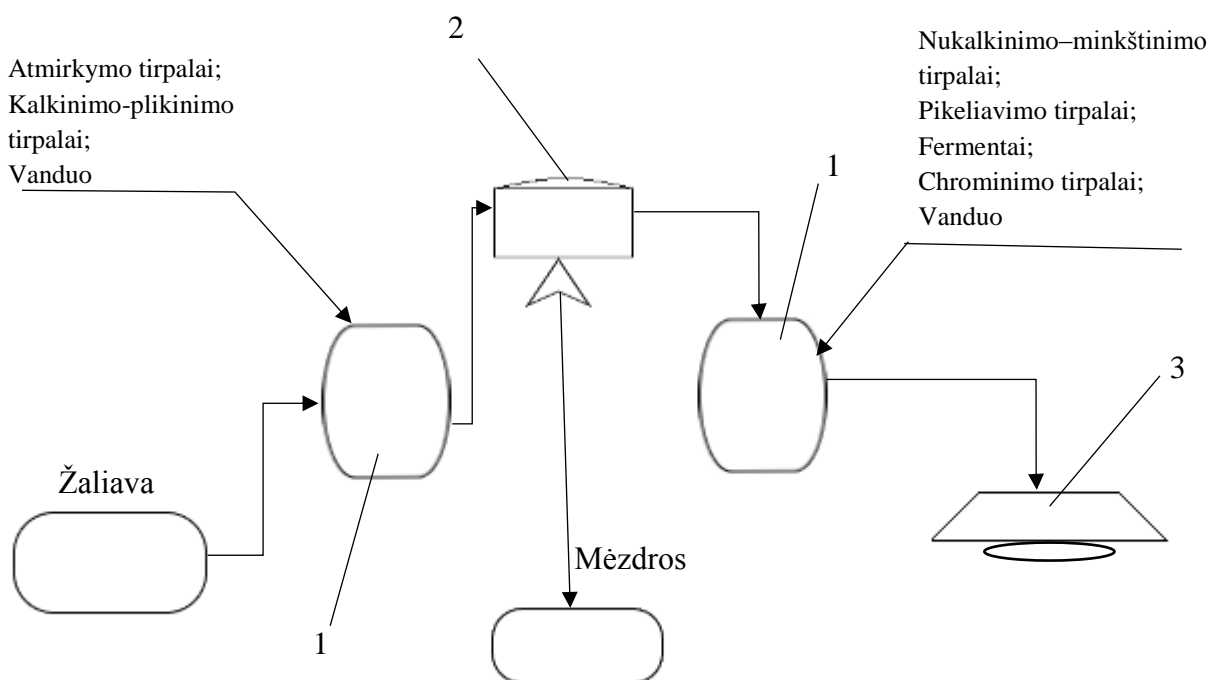 2
Atmirkymo tirpalai;
Kalkinimo-plikinimo
tirpalai;
Vanduo
Nukalkinimo–minkštinimo
tirpalai;
Pikeliavimo tirpalai;
Fermentai;
Chrominimo tirpalai;
Vanduo
1
3
Žaliava
Mėzdros
1